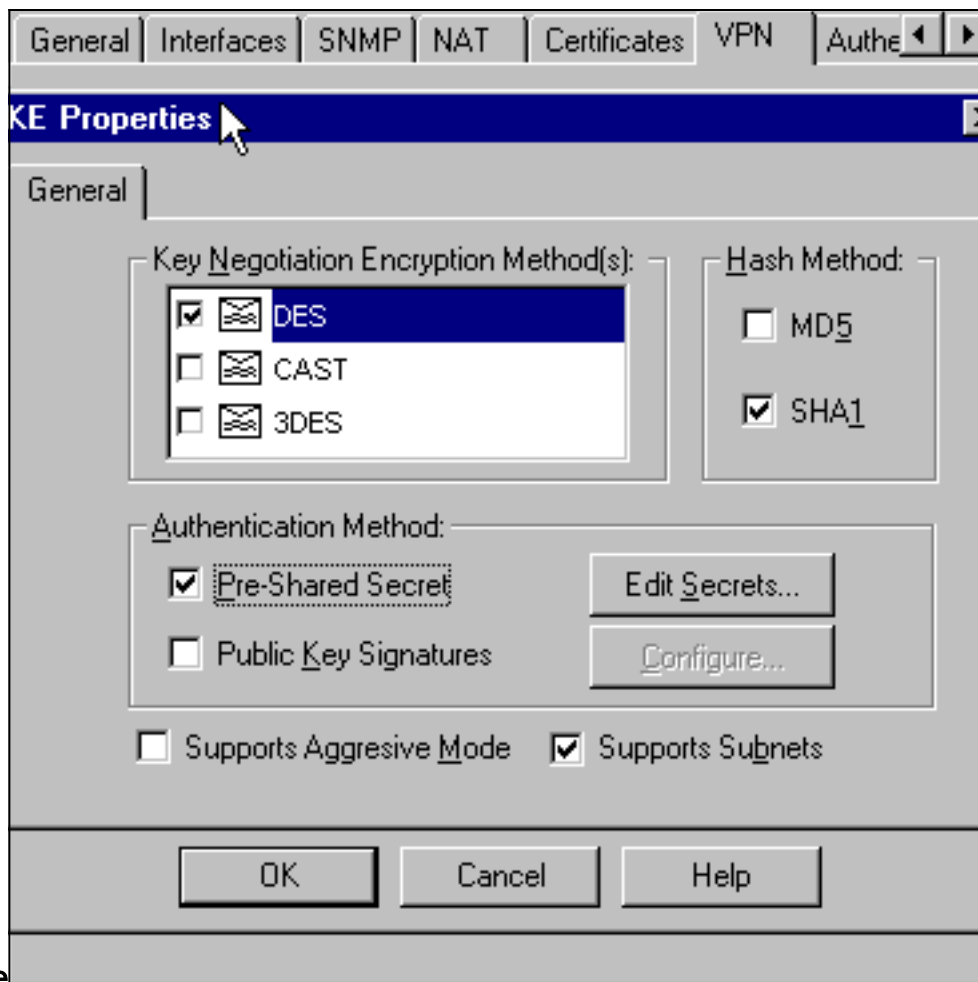 General Interfaces SNMP NAT Certificates VPN Authe
KE Properties
General
Key Negotiation Encryption Method(s):
DES
CAST
3DES
Hash Method:
MD5
SHA1
Authentication Method:
Pre-Shared Secret Edit Secrets...
Public Key Signatures Configure...
Supports Aggresive Mode Supports Subnets
OK Cancel Help
e